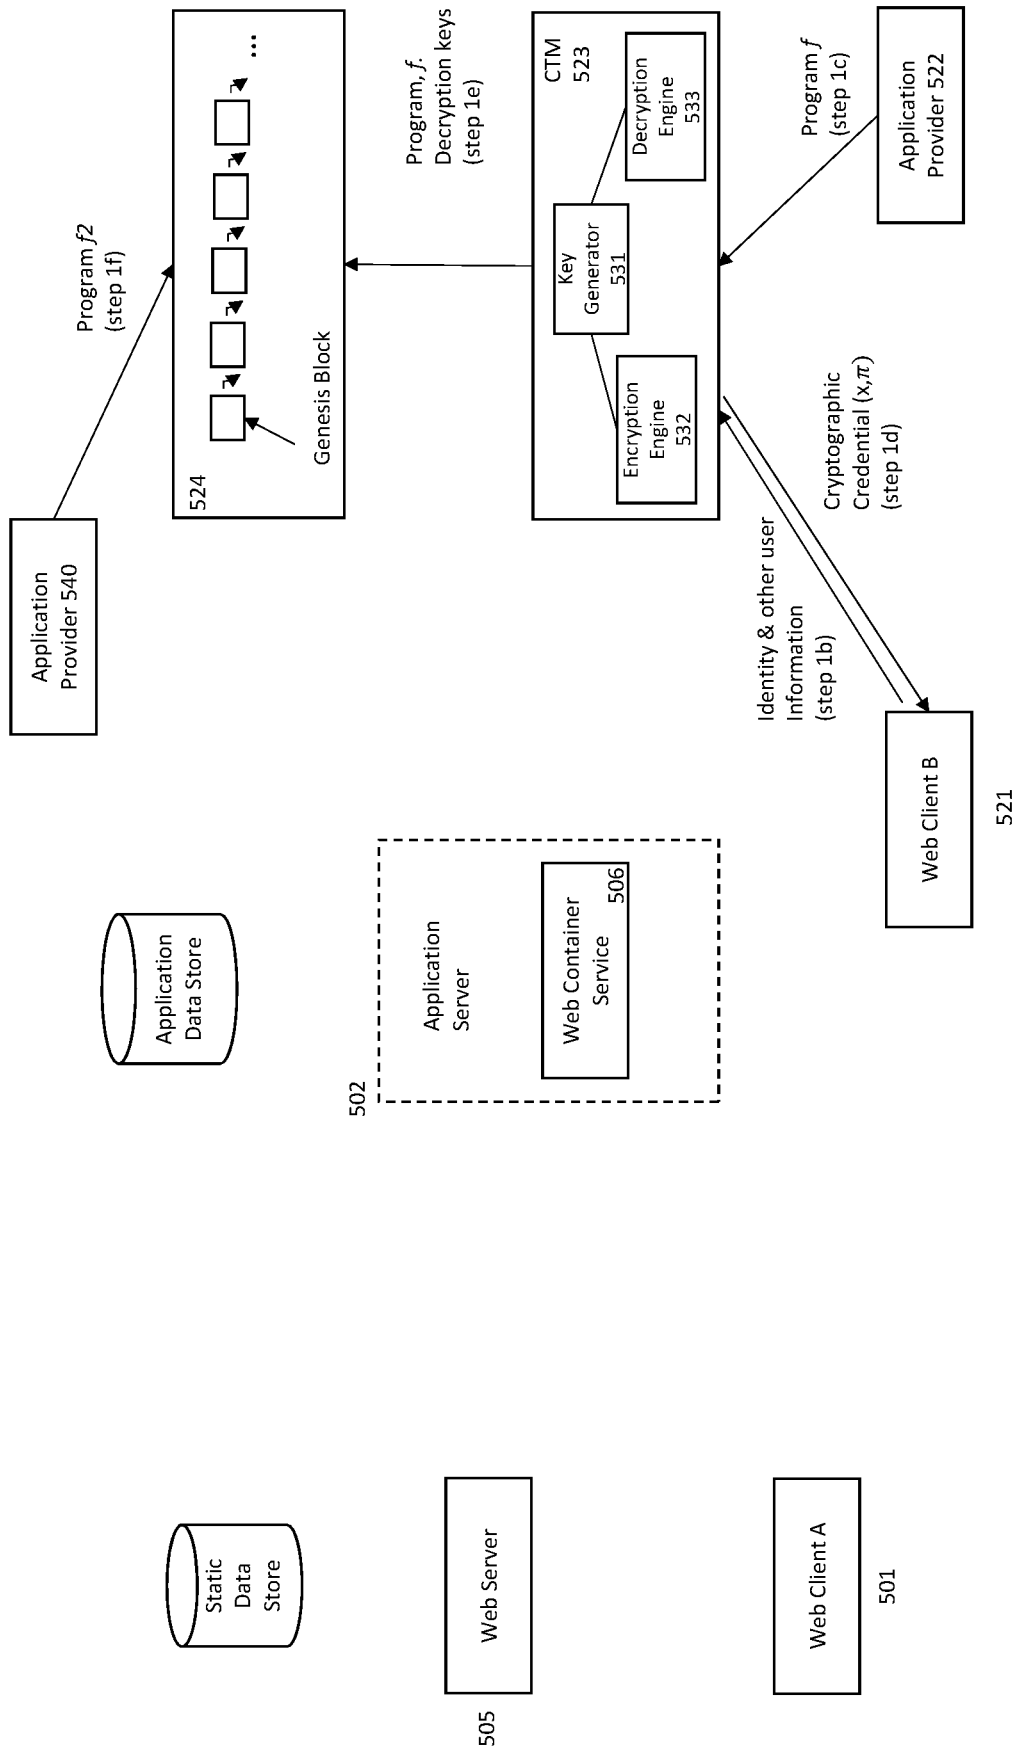 Application
Provider 540
Program f2
(step 1f)
524
Genesis Block
...
Static
Data
Store
Application
Data Store
Program, f.
Decryption keys
(step 1e)
505
Web Server
502
Application
Server
Web Container
Service
506
CTM
523
Encryption
Engine
532
Key
Generator
531
Decryption
Engine
533
Identity & other user
Information
(step 1b)
Cryptographic
Credential (x,π)
(step 1d)
Program f
(step 1c)
Web Client A
501
Web Client B
521
Application
Provider 522